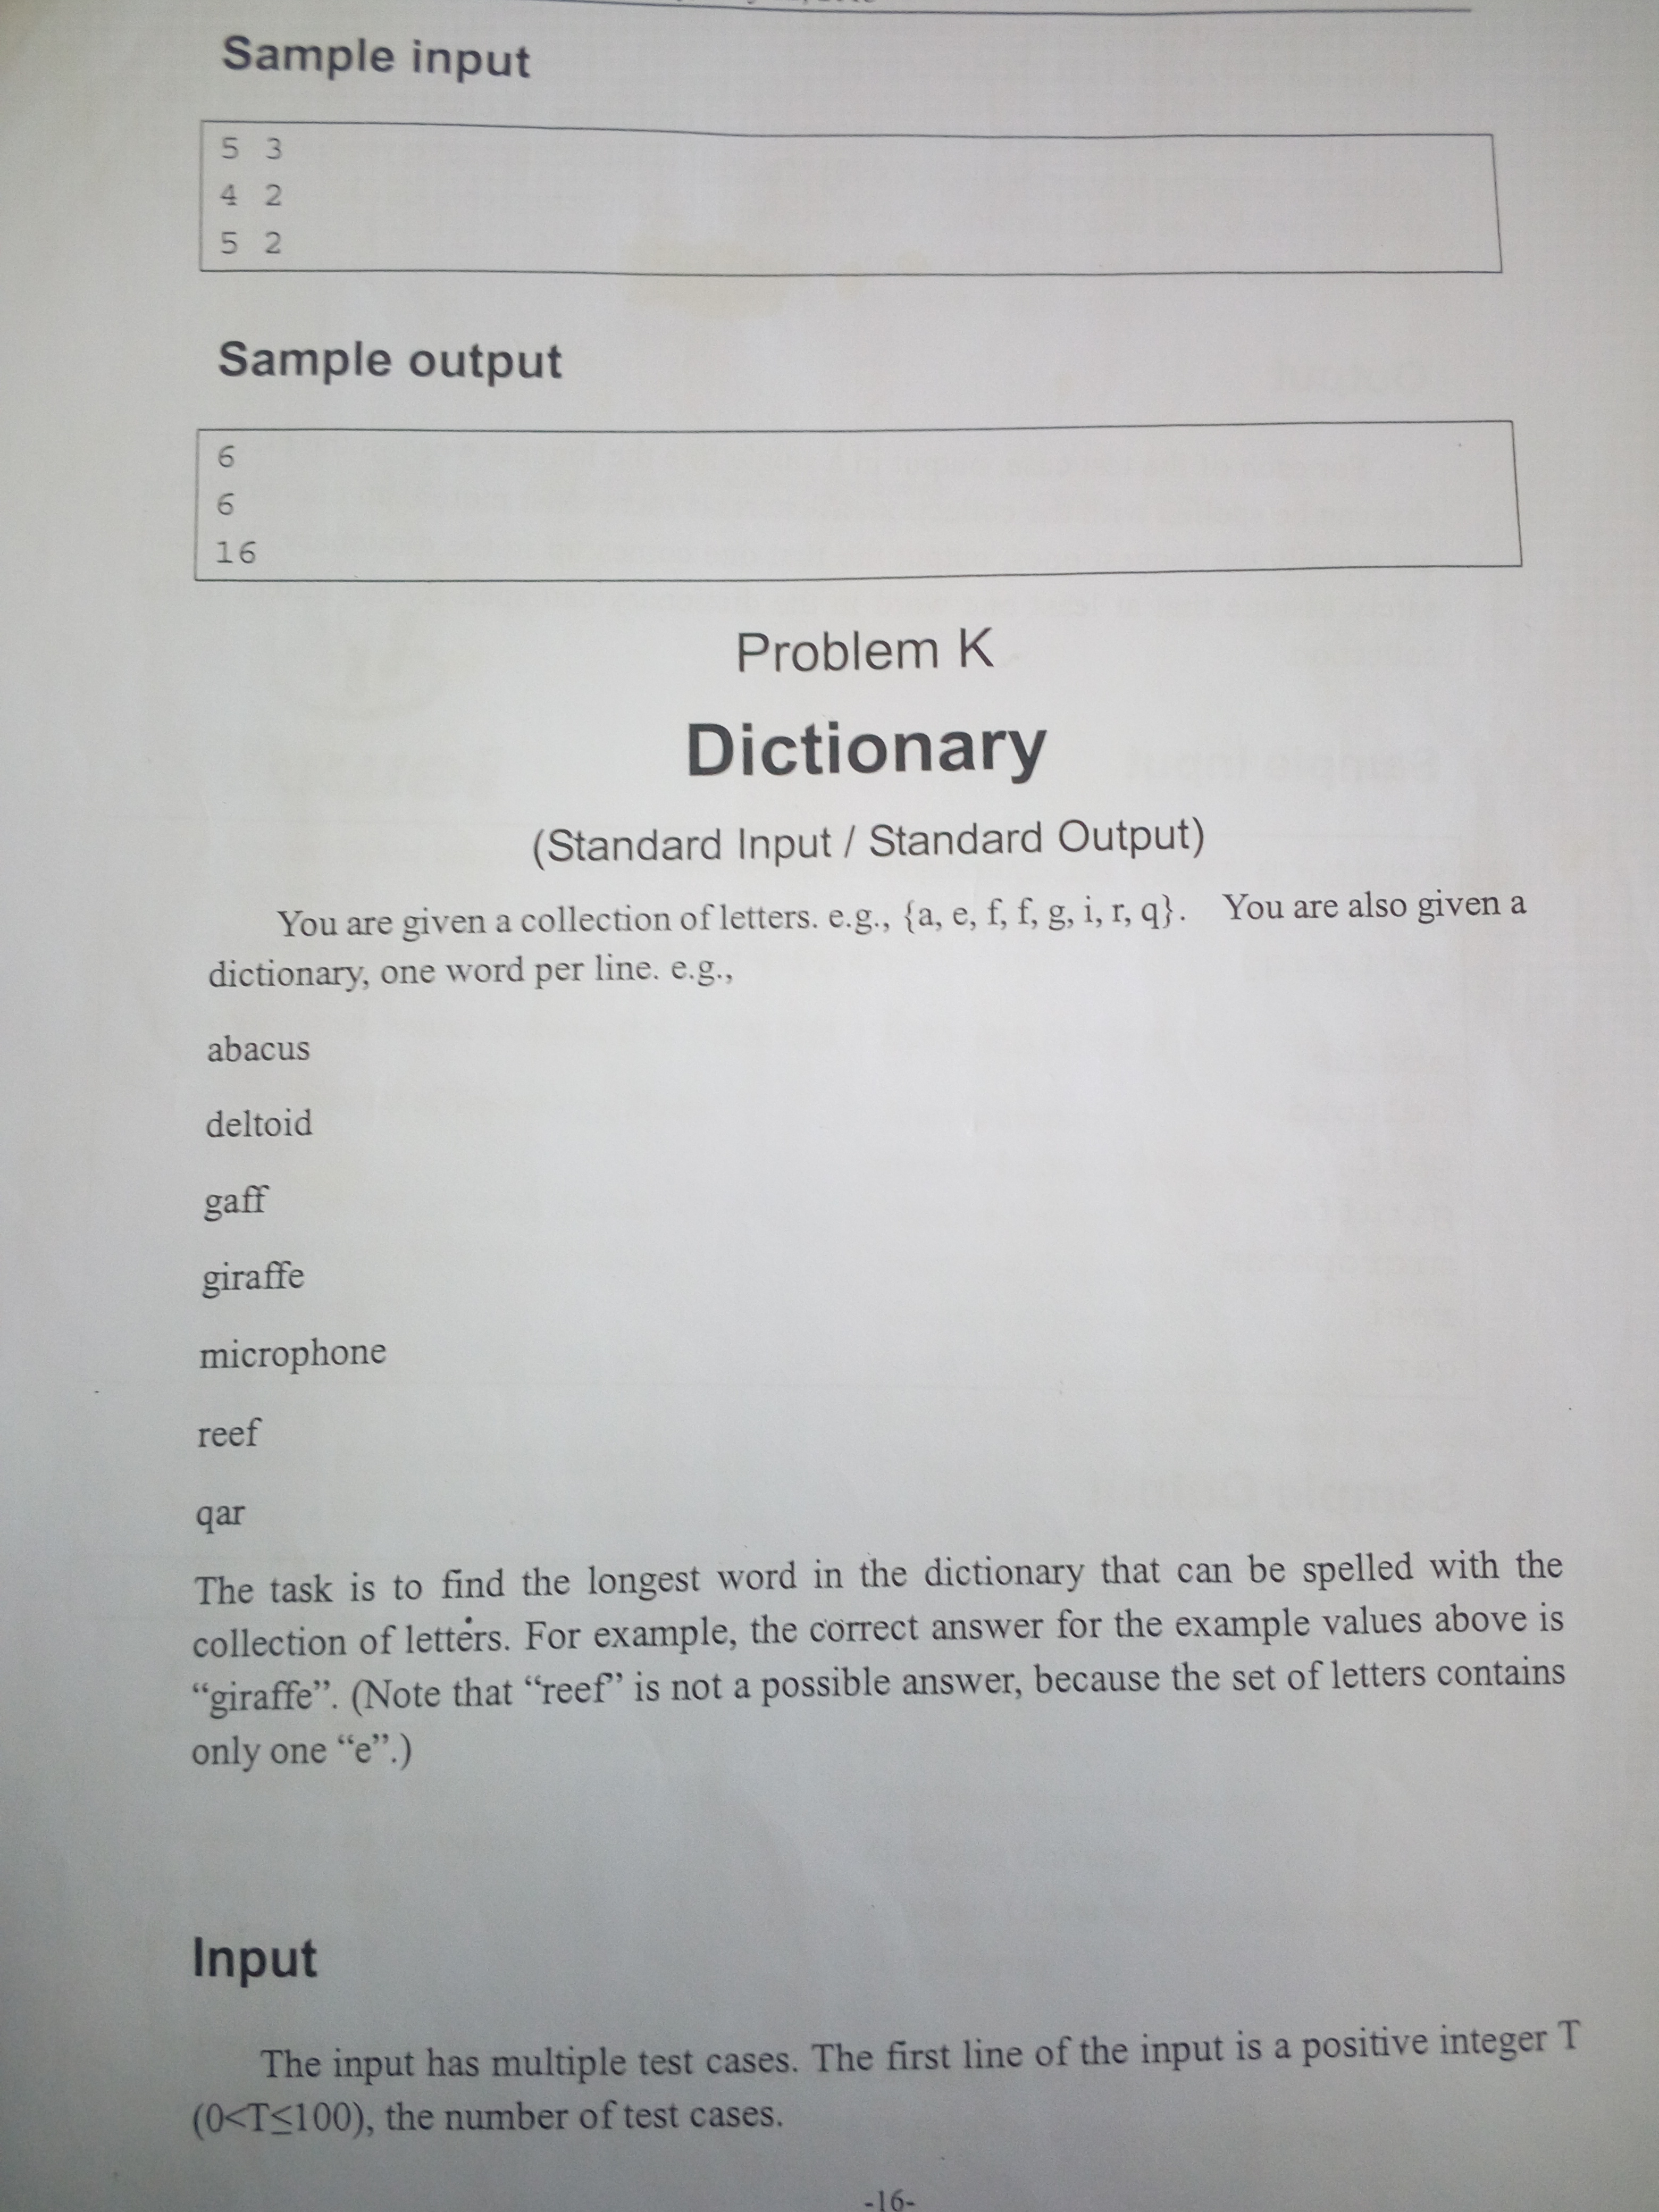 Sample input
5 3
4 2
5 2
Sample output
6
6
16
Problem K
Dictionary
(Standard Input / Standard Output)
You are given a collection of letters. e.g., {a, e, f, f, g, i, r, q}. You are also given a
dictionary, one word per line. e.g.,
abacus
deltoid
gaff
giraffe
microphone
reef
qar
The task is to find the longest word in the dictionary that can be spelled with the
collection of letters. For example, the correct answer for the example values above is
“giraffe”. (Note that “reef” is not a possible answer, because the set of letters contains
only one “e”.)
Input
The input has multiple test cases. The first line of the input is a positive integer T
(0<T≤100), the number of test cases.
-16-